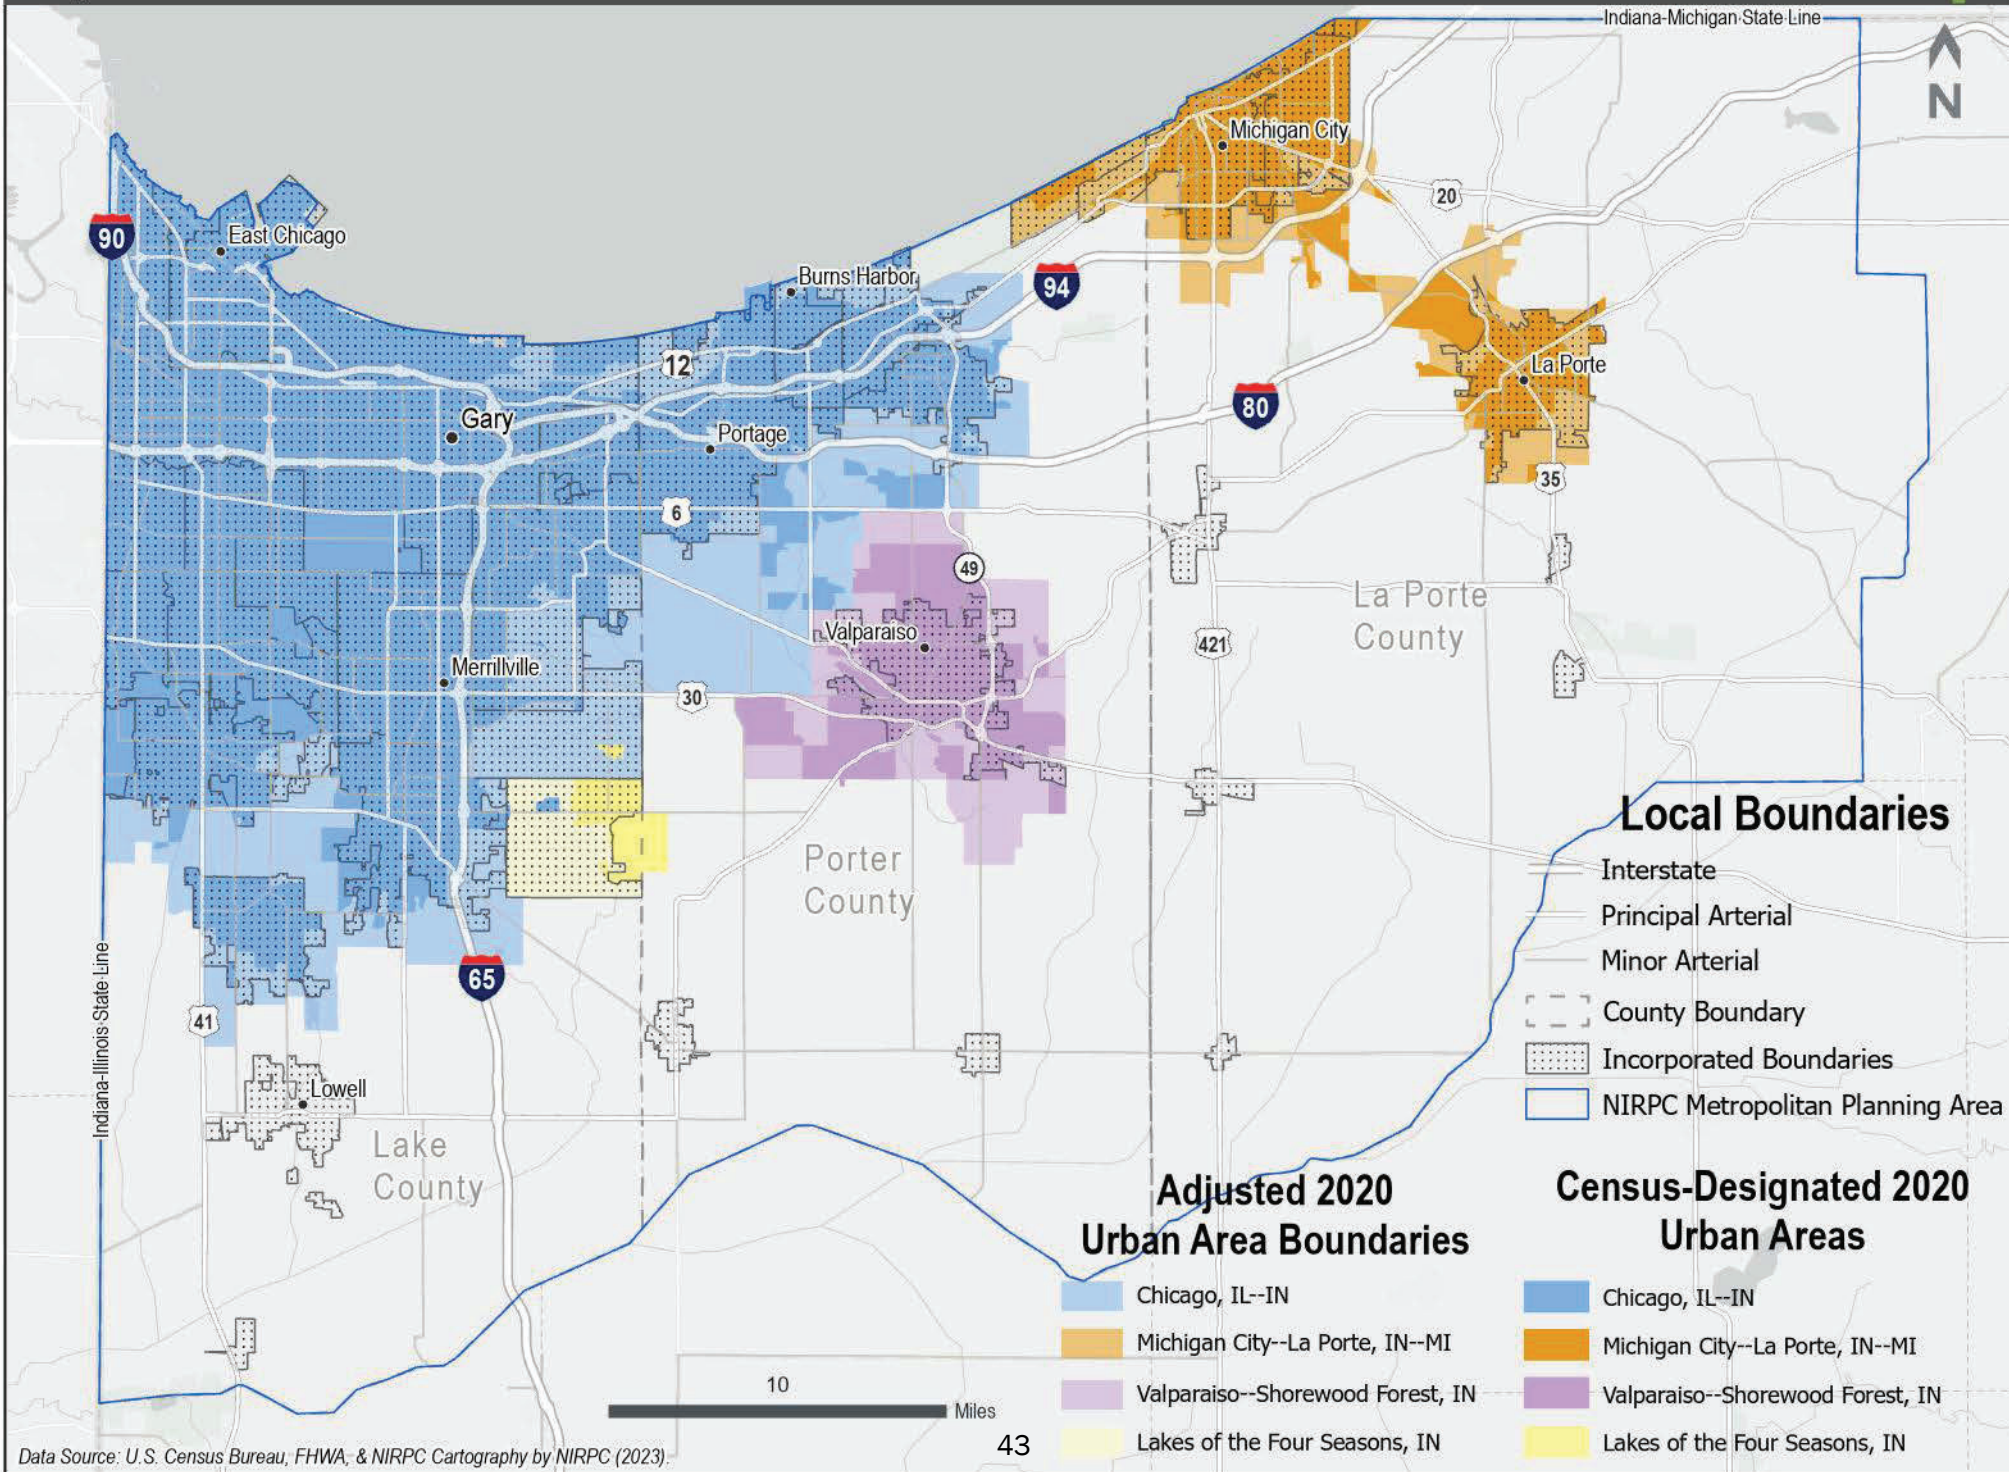 Indiana-Michigan State Line
N
Michigan City
20
90
East Chicago
Burns Harbor
94
12
La Porte
80
Gary
Portage
35
6
49
La Porte
County
Valparaiso
421
Merrillville
30
Porter
County
65
41
Indiana-Illinois State Line
Lowell
Lake
County
Local Boundaries
Interstate
Principal Arterial
Minor Arterial
County Boundary
Incorporated Boundaries
NIRPC Metropolitan Planning Area
Adjusted 2020
Urban Area Boundaries
Chicago, IL--IN
Michigan City--La Porte, IN--MI
Valparaiso--Shorewood Forest, IN
Lakes of the Four Seasons, IN
Census-Designated 2020
Urban Areas
Chicago, IL--IN
Michigan City--La Porte, IN--MI
Valparaiso--Shorewood Forest, IN
Lakes of the Four Seasons, IN
10
Miles
43
Data Source: U.S. Census Bureau, FHWA, & NIRPC Cartography by NIRPC (2023).